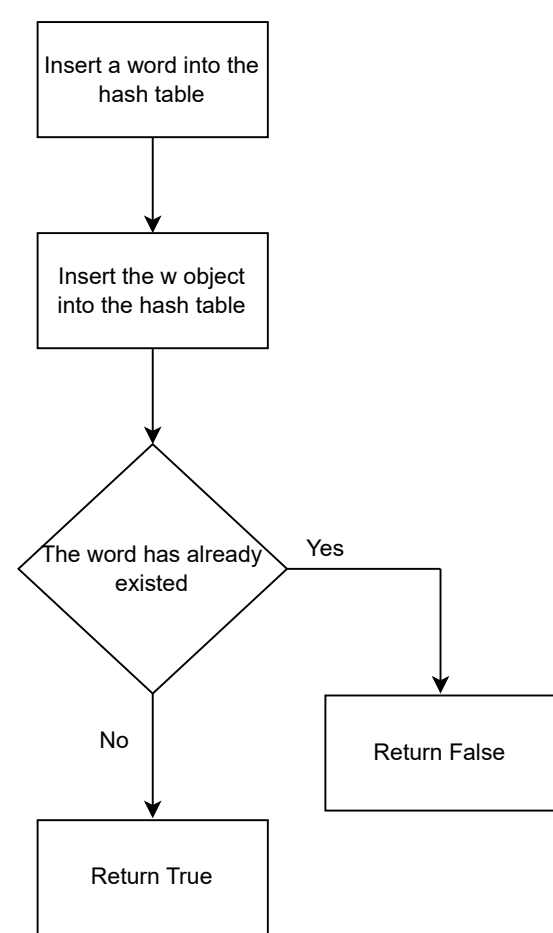 Insert a word into the
hash table
Insert the w object
into the hash table
The word has already
existed
Yes
No
Return False
Return True